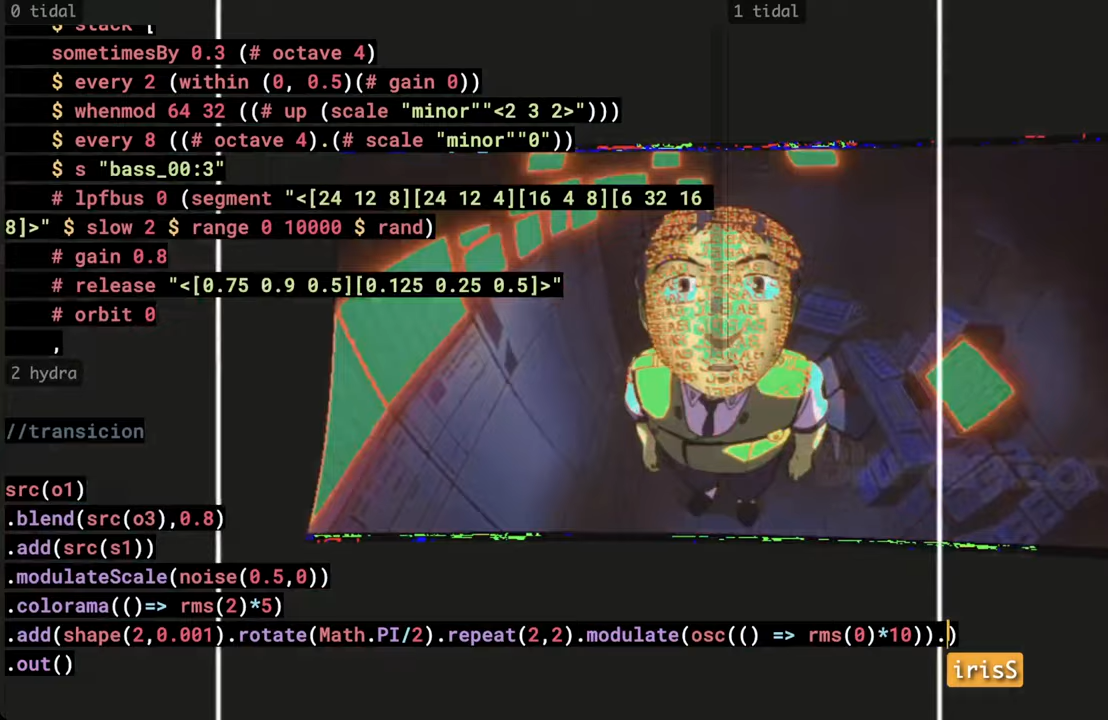 0 tidal
1 tidal
$ stack [
sometimesBy 0.3 (# octave 4)
$ every 2 (within (0, 0.5)(# gain 0))
$ whenmod 64 32 ((# up (scale "minor""<2 3 2>")))
$ every 8 ((# octave 4).(# scale "minor""0"))
$ s "bass_00:3"
# lpfbus 0 (segment "<[24 12 8][24 12 4][16 4 8][6 32 16
8]>" $ slow 2 $ range 0 10000 $ rand)
# gain 0.8
# release "<[0.75 0.9 0.5][0.125 0.25 0.5]>"
# orbit 0
,
2 hydra
//transicion
src(o1)
.blend(src(o3),0.8)
.add(src(s1))
.modulateScale(noise(0.5,0))
.colorama(()=> rms(2)*5)
.add(shape(2,0.001).rotate(Math.PI/2).repeat(2,2).modulate(osc(() => rms(0)*10)).)
.out()
irisS